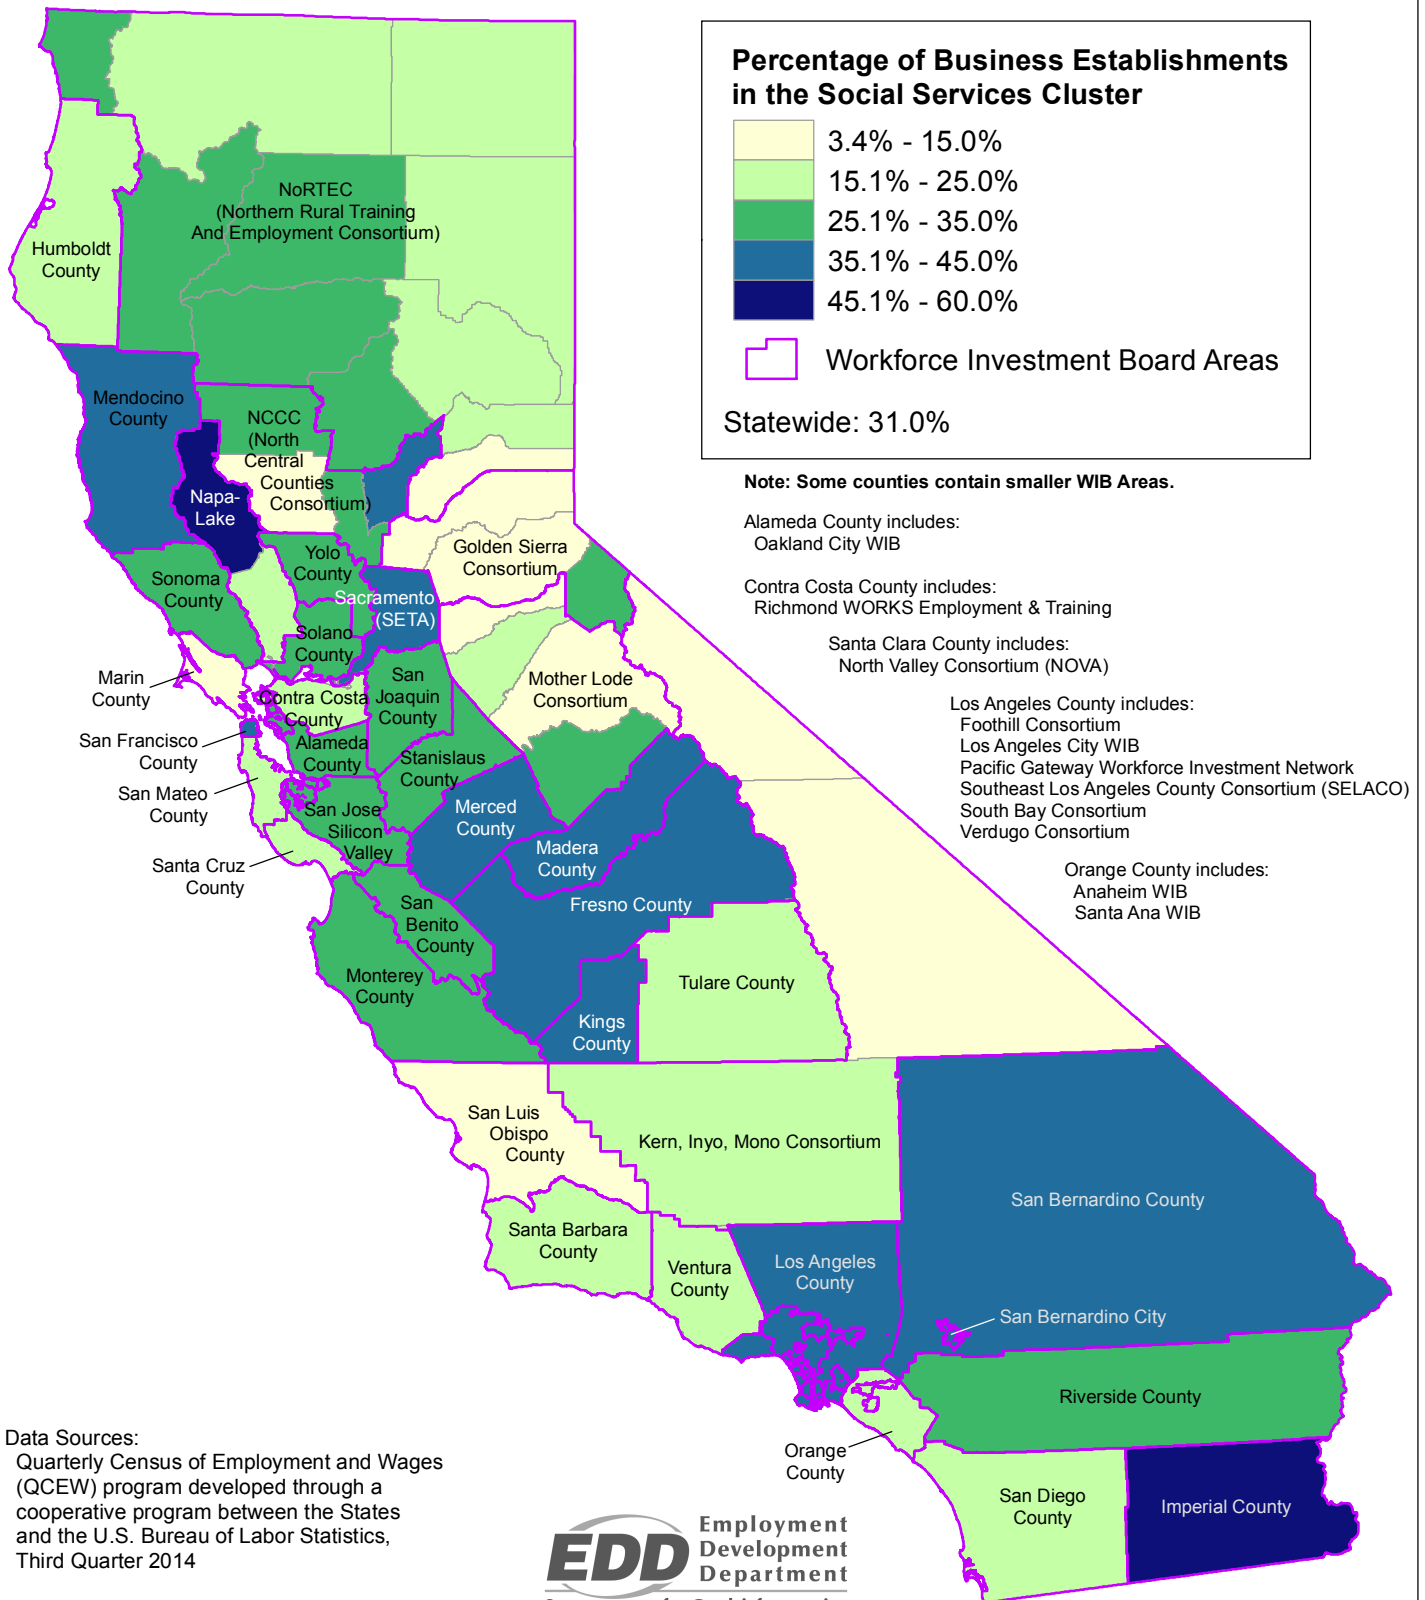 Percentage of Business Establishments
in the Social Services Cluster
3.4% - 15.0%
15.1% - 25.0%
25.1% - 35.0%
35.1% - 45.0%
45.1% - 60.0%
Workforce Investment Board Areas
Statewide: 31.0%
Note: Some counties contain smaller WIB Areas.
Alameda County includes:
Oakland City WIB
Contra Costa County includes:
Richmond WORKS Employment & Training
Santa Clara County includes:
North Valley Consortium (NOVA)
Los Angeles County includes:
Foothill Consortium
Los Angeles City WIB
Pacific Gateway Workforce Investment Network
Southeast Los Angeles County Consortium (SELACO)
South Bay Consortium
Verdugo Consortium
Orange County includes:
Anaheim WIB
Santa Ana WIB
NoRTEC
(Northern Rural Training
And Employment Consortium)
Humboldt
County
Mendocino
County
NCCC
(North
Central
Counties
Consortium)
Napa-
Lake
Golden Sierra
Consortium
Yolo
County
Sonoma
County
Sacramento
(SETA)
Solano
County
Marin
County
San
Joaquin
County
Mother Lode
Consortium
Contra Costa
County
San Francisco
County
Alameda
County
Stanislaus
County
San Mateo
County
San Jose
Silicon
Valley
Merced
County
Madera
County
Santa Cruz
County
Fresno County
San
Benito
County
Monterey
County
Tulare County
Kings
County
San Luis
Obispo
County
Kern, Inyo, Mono Consortium
San Bernardino County
Santa Barbara
County
Ventura
County
Los Angeles
County
San Bernardino City
Riverside County
Orange
County
San Diego
County
Imperial County
Data Sources:
Quarterly Census of Employment and Wages
(QCEW) program developed through a
cooperative program between the States
and the U.S. Bureau of Labor Statistics,
Third Quarter 2014
EDD
Employment
Development
Department